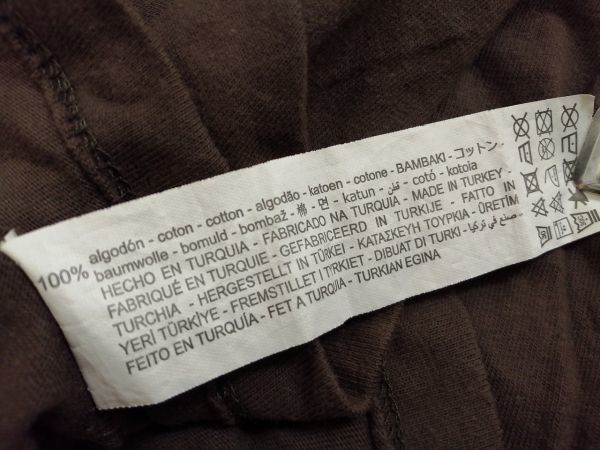 100% algodón - coton - cotton - algodão - katoen - cotone - BAMBAKI - コットン -
baumwolle - bomuld - bombaž - 棉 - 면 - katun - قطن - cotó - kotoia
HECHO EN TURQUIA - FABRICADO NA TURQUIA - MADE IN TURKEY -
FABRIQUÉ EN TURQUIE - GEFABRICEERD IN TURKIJE - FATTO IN
TURCHIA - HERGESTELLT IN TÜRKEI - ΚΑΤΑΣΚΕΥΗ ΤΟΥΡΚΙΑ - ÜRETİM
YERİ TÜRKİYE - FREMSTILLET I TYRKIET - DIBUAT DI TURKI - صنع في تركيا -
FEITO EN TURQUÍA - FET A TURQUIA - TURKIAN EGINA